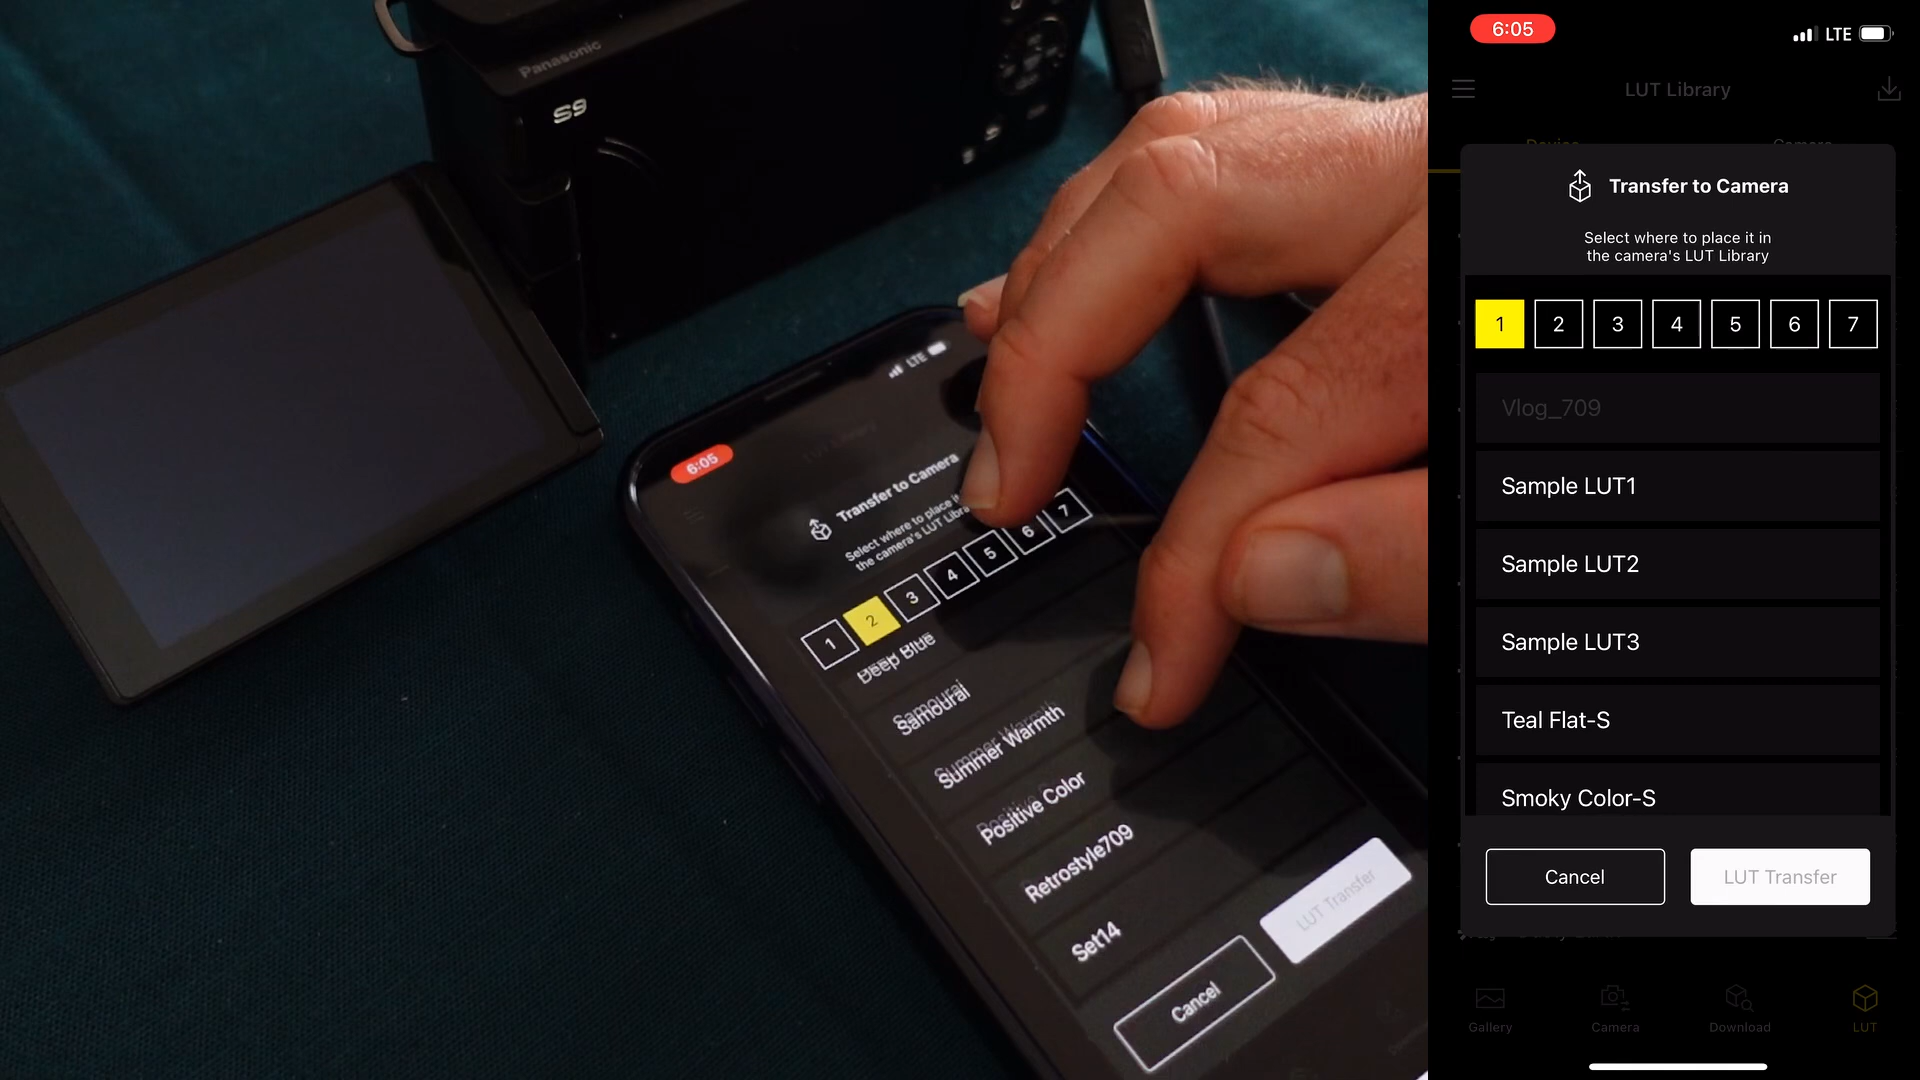 Panasonic
S9
LTE
6:05
Transfer to Camera
Select where to place it
the camera's LUT
1
2
3
4
5
6
7
Deep Blue
Samourai
Summer Warmth
Positive Color
Retrostyle709
Set14
LUT Transfer
Cancel
6:05
LTE
LUT Library
Device
Camera
Transfer to Camera
Select where to place it in
the camera's LUT Library
1 2 3 4 5 6 7
Vlog_709
Sample LUT1
Sample LUT2
Sample LUT3
Teal Flat-S
Smoky Color-S
Cancel
LUT Transfer
Gallery
Camera
Download
LUT